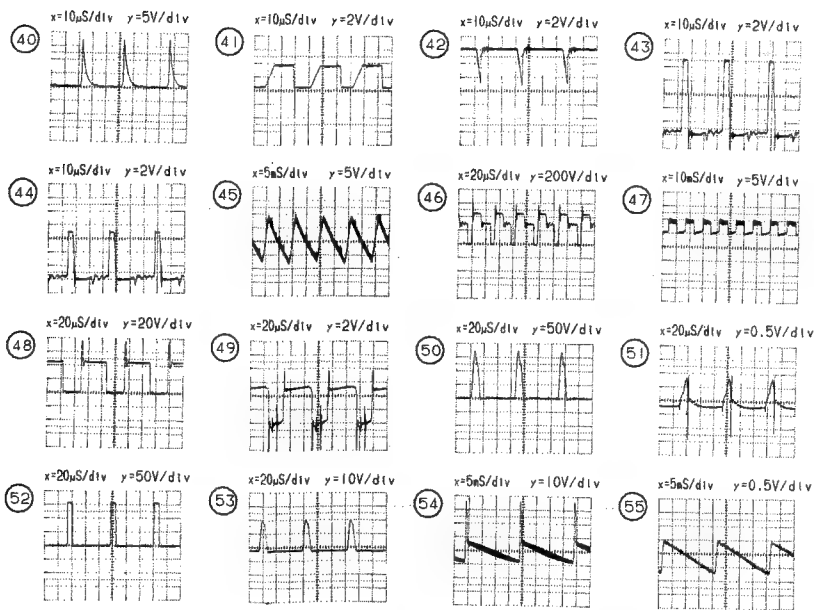 40 x=10µS/div y=5V/div
41 x=10µS/div y=2V/div
42 x=10µS/div y=2V/div
43 x=10µS/div y=2V/div
44 x=10µS/div y=2V/div
45 x=5mS/div y=5V/div
46 x=20µS/div y=200V/div
47 x=10mS/div y=5V/div
48 x=20µS/div y=20V/div
49 x=20µS/div y=2V/div
50 x=20µS/div y=50V/div
51 x=20µS/div y=0.5V/div
52 x=20µS/div y=50V/div
53 x=20µS/div y=10V/div
54 x=5mS/div y=10V/div
55 x=5mS/div y=0.5V/div